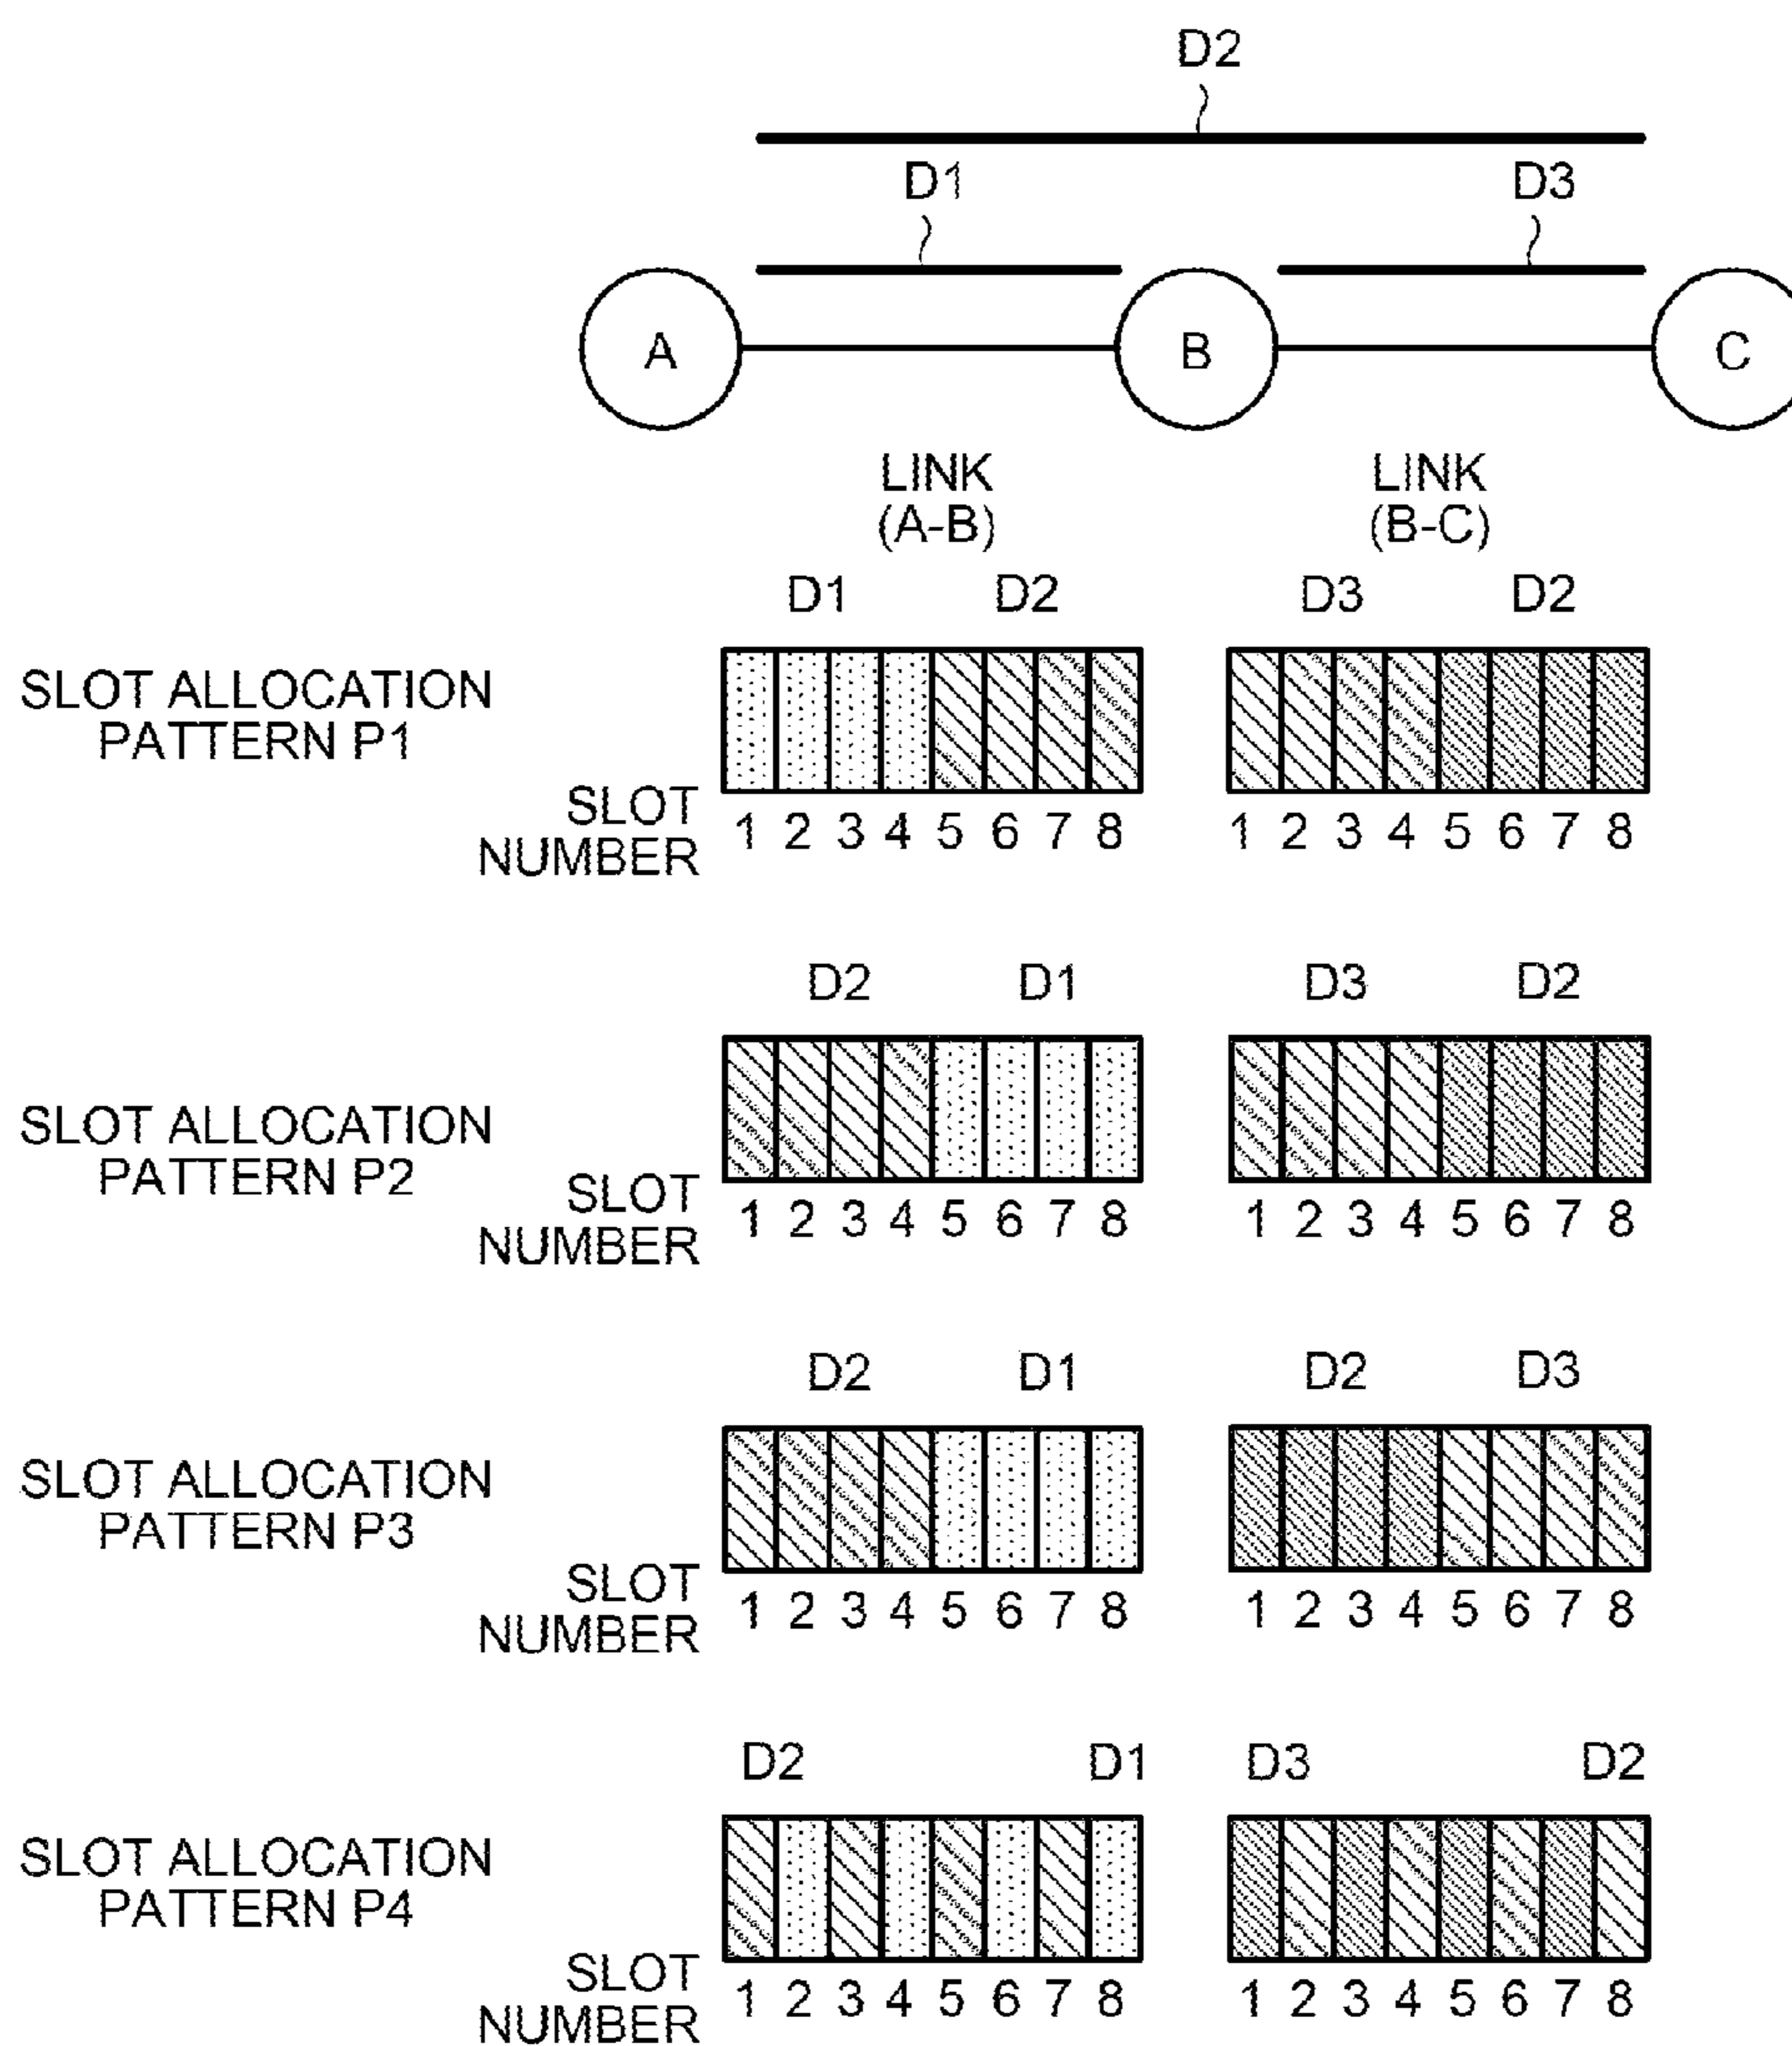 D2
D1 D3
A B C
LINK LINK
(A-B) (B-C)
D1 D2 D3 D2
SLOT ALLOCATION
PATTERN P1
SLOT
NUMBER
1 2 3 4 5 6 7 8 1 2 3 4 5 6 7 8
D2 D1 D3 D2
SLOT ALLOCATION
PATTERN P2
SLOT
NUMBER
1 2 3 4 5 6 7 8 1 2 3 4 5 6 7 8
D2 D1 D2 D3
SLOT ALLOCATION
PATTERN P3
SLOT
NUMBER
1 2 3 4 5 6 7 8 1 2 3 4 5 6 7 8
D2 D1 D3 D2
SLOT ALLOCATION
PATTERN P4
SLOT
NUMBER
1 2 3 4 5 6 7 8 1 2 3 4 5 6 7 8